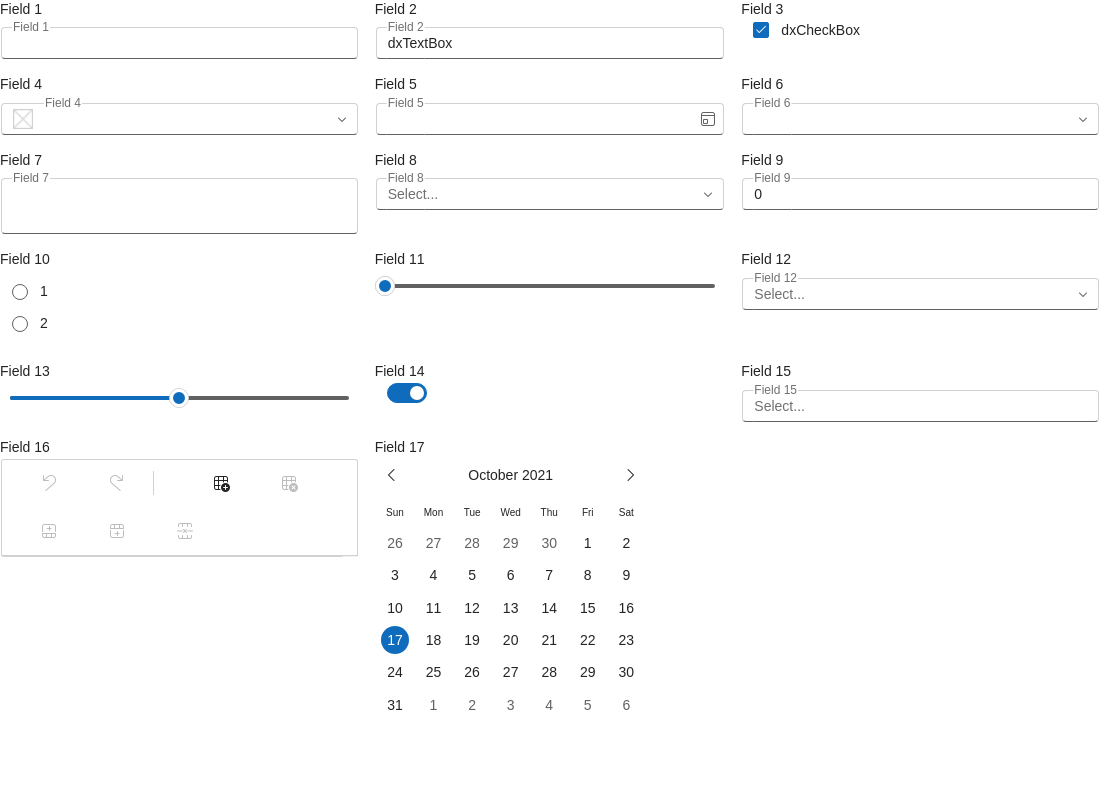 Field 1
Field 1
Field 2
Field 2
dxTextBox
Field 3
dxCheckBox
Field 4
Field 4
Field 5
Field 5
Field 6
Field 6
Field 7
Field 7
Field 8
Field 8
Select...
Field 9
Field 9
0
Field 10
1
2
Field 11
Field 12
Field 12
Select...
Field 13
Field 14
Field 15
Field 15
Select...
Field 16
Field 17
October 2021
Sun Mon Tue Wed Thu Fri Sat
26 27 28 29 30 1 2
3 4 5 6 7 8 9
10 11 12 13 14 15 16
17 18 19 20 21 22 23
24 25 26 27 28 29 30
31 1 2 3 4 5 6